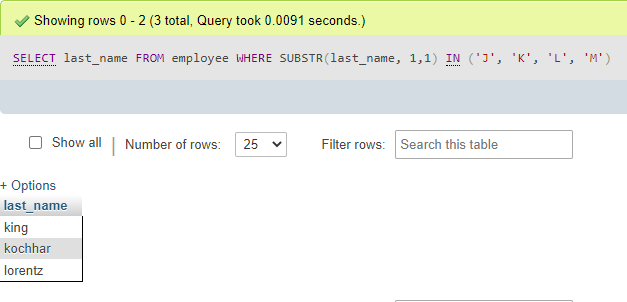 Showing rows 0 - 2 (3 total, Query took 0.0091 seconds.)
SELECT last_name FROM employee WHERE SUBSTR(last_name, 1,1) IN ('J', 'K', 'L', 'M')
Show all | Number of rows: 25 Filter rows: Search this table
+ Options
last_name
king
kochhar
lorentz